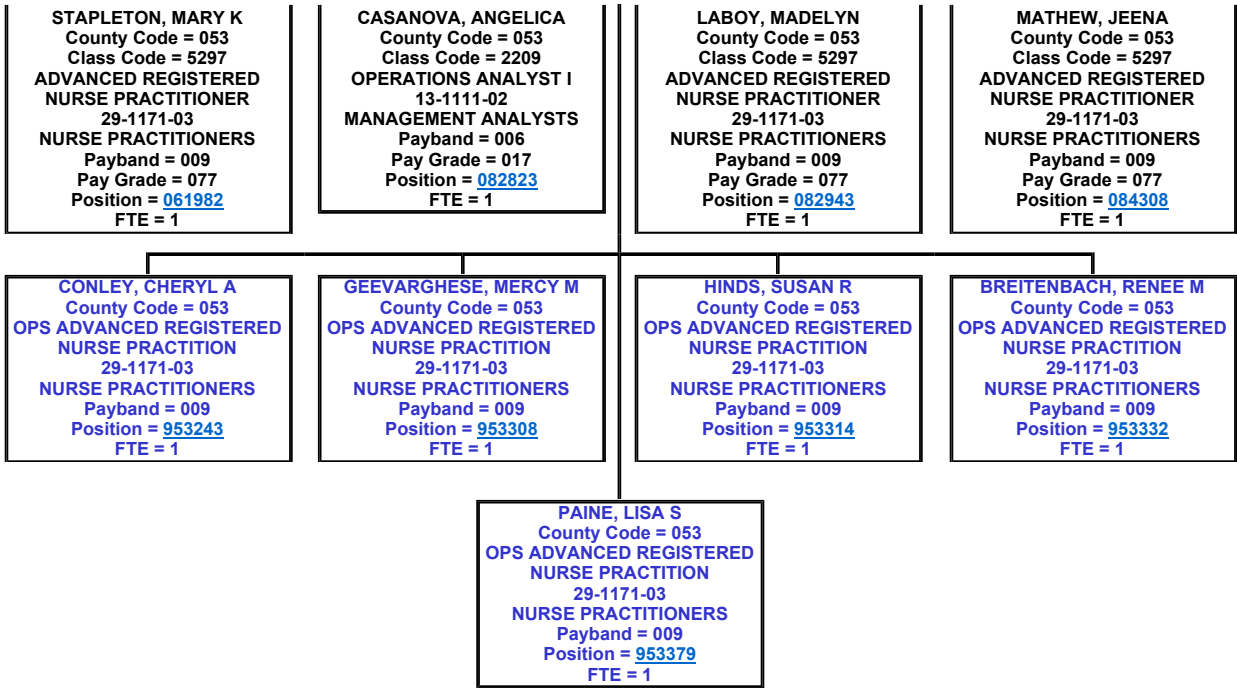 STAPLETON, MARY K
County Code = 053
Class Code = 5297
ADVANCED REGISTERED
NURSE PRACTITIONER
29-1171-03
NURSE PRACTITIONERS
Payband = 009
Pay Grade = 077
Position = 061982
FTE = 1
CASANOVA, ANGELICA
County Code = 053
Class Code = 2209
OPERATIONS ANALYST I
13-1111-02
MANAGEMENT ANALYSTS
Payband = 006
Pay Grade = 017
Position = 082823
FTE = 1
LABOY, MADELYN
County Code = 053
Class Code = 5297
ADVANCED REGISTERED
NURSE PRACTITIONER
29-1171-03
NURSE PRACTITIONERS
Payband = 009
Pay Grade = 077
Position = 082943
FTE = 1
MATHEW, JEENA
County Code = 053
Class Code = 5297
ADVANCED REGISTERED
NURSE PRACTITIONER
29-1171-03
NURSE PRACTITIONERS
Payband = 009
Pay Grade = 077
Position = 084308
FTE = 1
CONLEY, CHERYL A
County Code = 053
OPS ADVANCED REGISTERED
NURSE PRACTITION
29-1171-03
NURSE PRACTITIONERS
Payband = 009
Position = 953243
FTE = 1
GEEVARGHESE, MERCY M
County Code = 053
OPS ADVANCED REGISTERED
NURSE PRACTITION
29-1171-03
NURSE PRACTITIONERS
Payband = 009
Position = 953308
FTE = 1
HINDS, SUSAN R
County Code = 053
OPS ADVANCED REGISTERED
NURSE PRACTITION
29-1171-03
NURSE PRACTITIONERS
Payband = 009
Position = 953314
FTE = 1
BREITENBACH, RENEE M
County Code = 053
OPS ADVANCED REGISTERED
NURSE PRACTITION
29-1171-03
NURSE PRACTITIONERS
Payband = 009
Position = 953332
FTE = 1
PAINE, LISA S
County Code = 053
OPS ADVANCED REGISTERED
NURSE PRACTITION
29-1171-03
NURSE PRACTITIONERS
Payband = 009
Position = 953379
FTE = 1